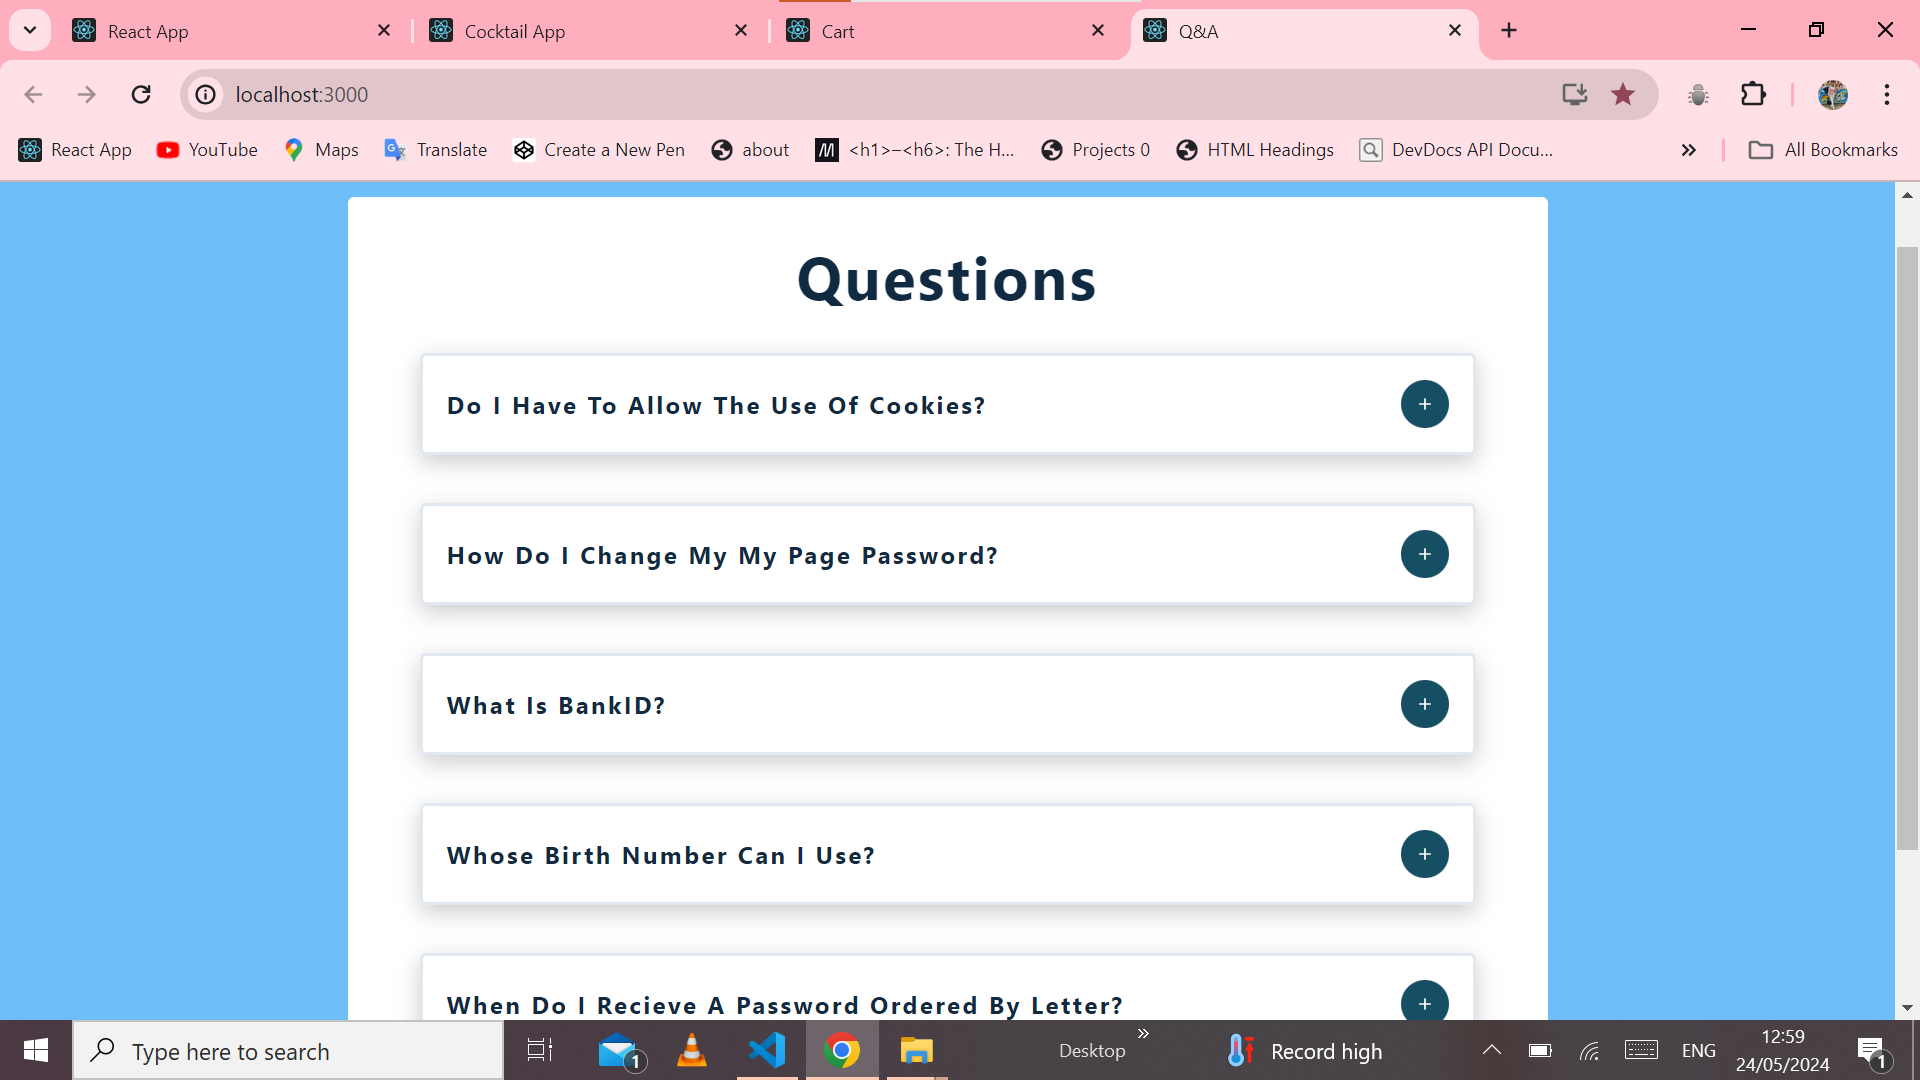 React App
Cocktail App
Cart
Q&A
localhost:3000
React App
YouTube
Maps
Translate
Create a New Pen
about
<h1>–<h6>: The H...
Projects 0
HTML Headings
DevDocs API Docu...
All Bookmarks
Questions
Do I Have To Allow The Use Of Cookies?
+
How Do I Change My My Page Password?
+
What Is BankID?
+
Whose Birth Number Can I Use?
+
When Do I Recieve A Password Ordered By Letter?
+
Type here to search
1
Desktop
Record high
ENG
12:59
24/05/2024
1